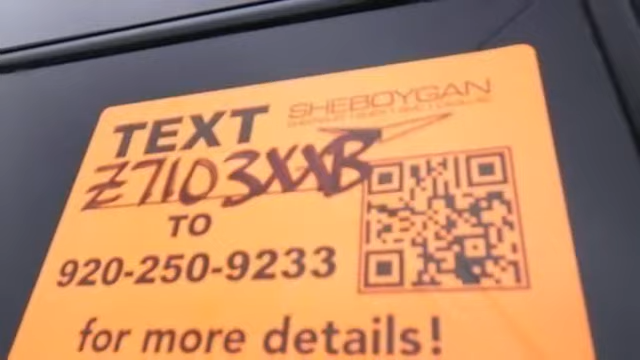 SHEBOYGAN
TEXT
Z7103XXB
TO
920-250-9233
for more details!